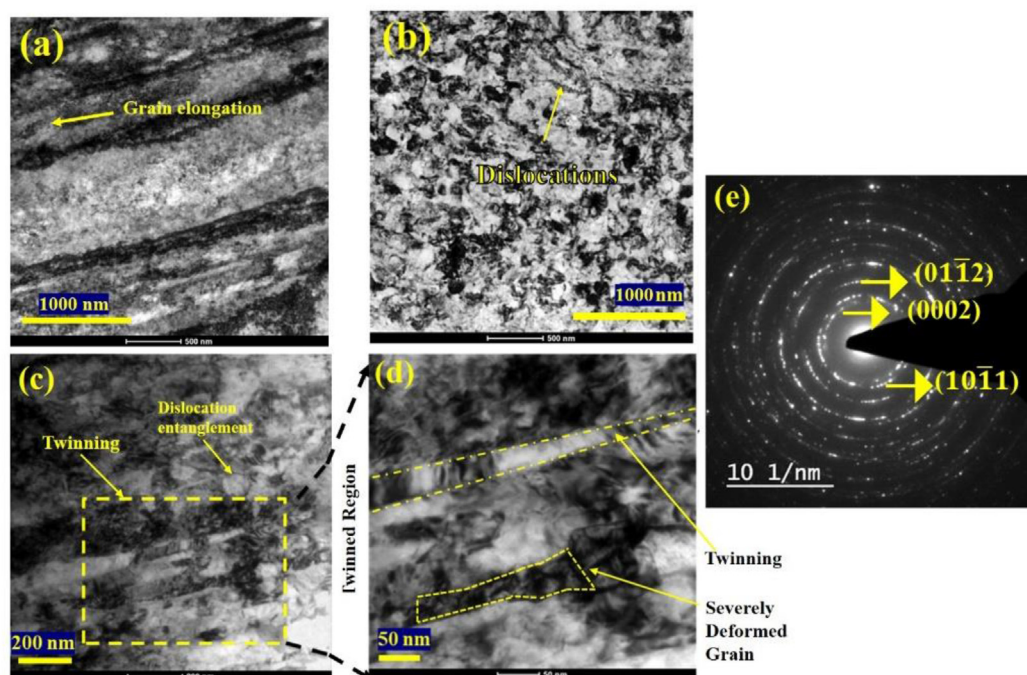 (a)
Grain elongation
1000 nm
500 nm
(b)
Dislocations
1000 nm
500 nm
(c)
Dislocation
entanglement
Twinning
200 nm
Twinned Region
(d)
50 nm
50 nm
Twinning
Severely
Deformed
Grain
(e)
(011̅2)
(0002)
(101̅1)
10 1/nm